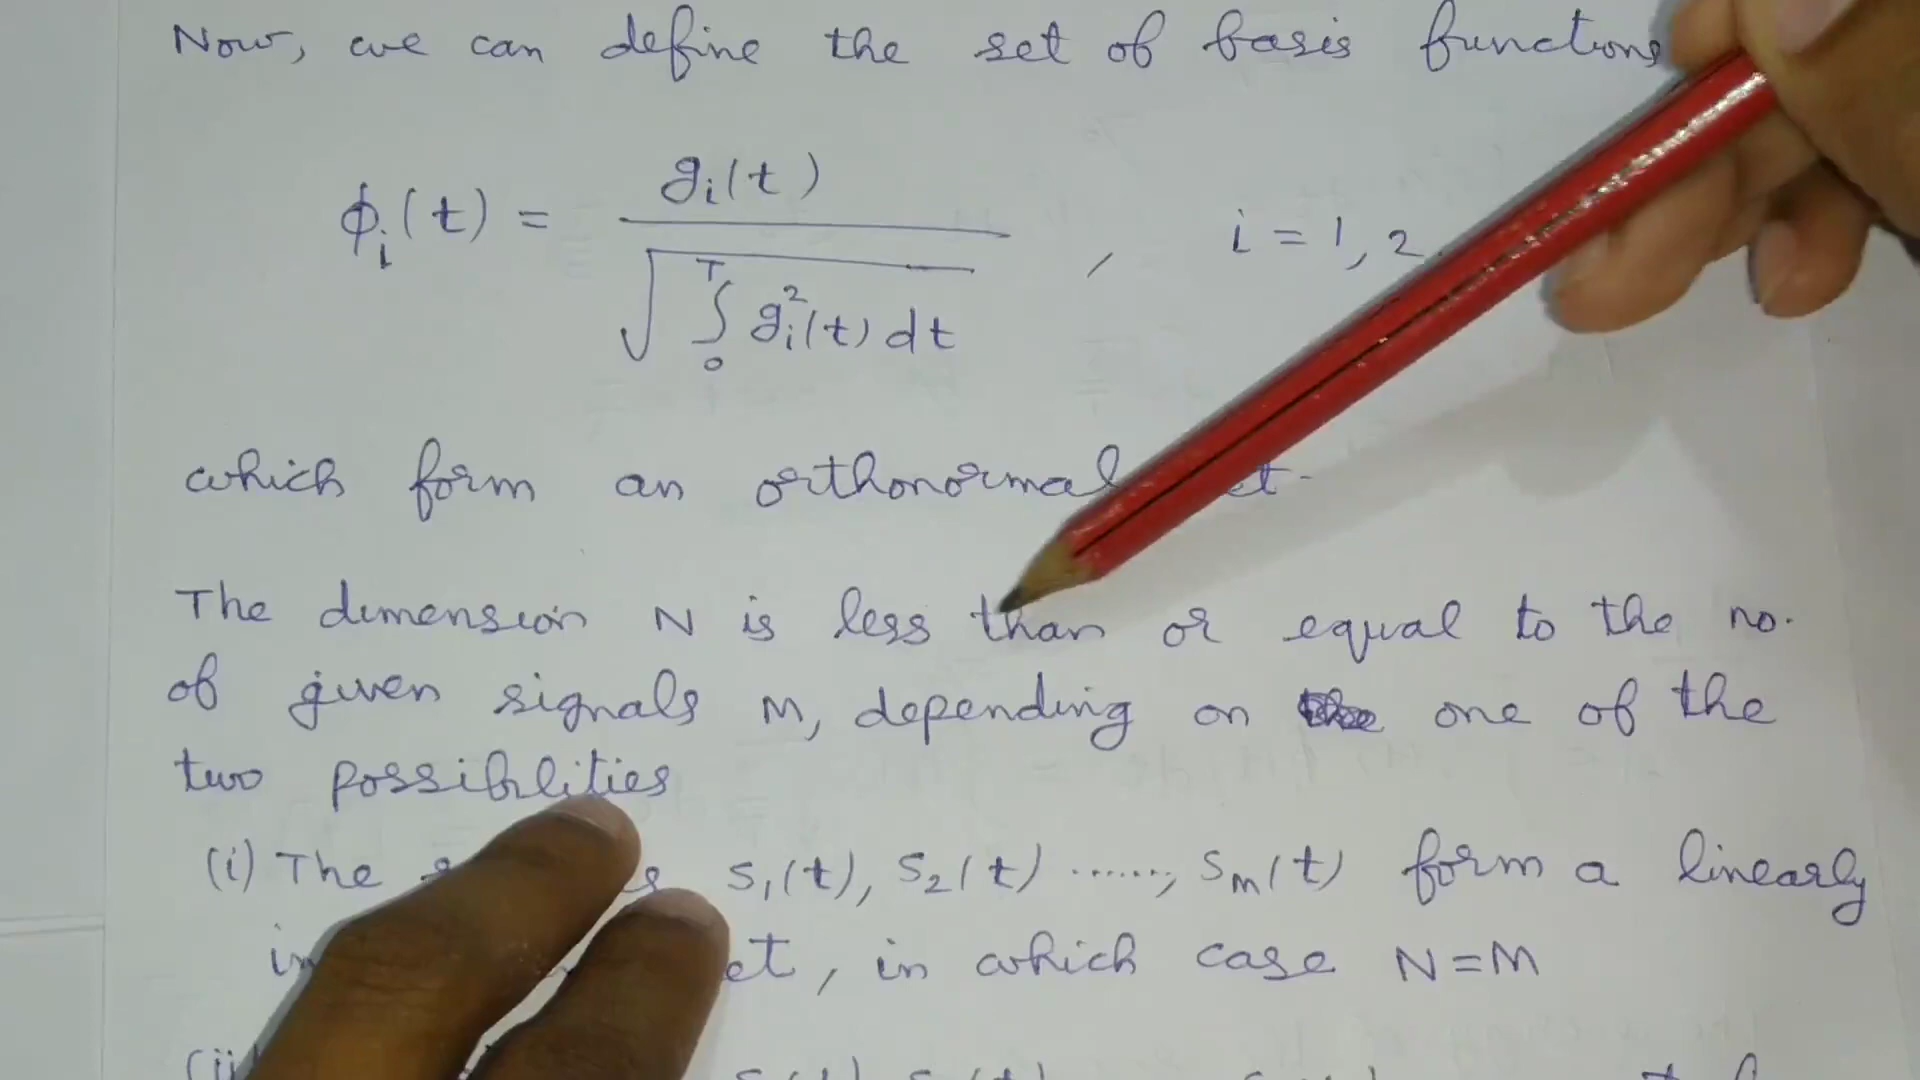 Now, we can define the set of basis functions
φᵢ(t) = gᵢ(t) / √(∫₀ᵀ gᵢ²(t) dt) , i = 1, 2
which form an orthonormal
The dimension N is less than or equal to the no.
of given signals M, depending on one of the
two possibilities
(i) The S₁(t), S₂(t) ......, Sₘ(t) form a linearly
, in which case N=M